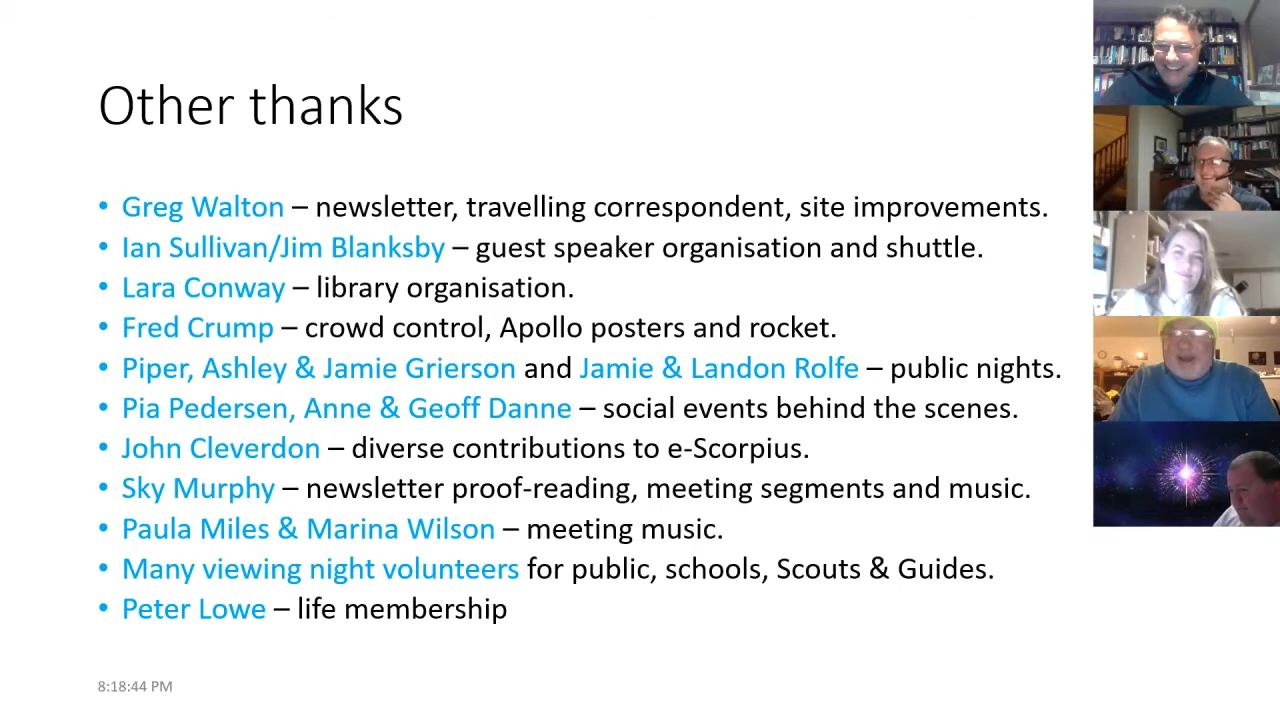 Other thanks
• Greg Walton – newsletter, travelling correspondent, site improvements.
• Ian Sullivan/Jim Blanksby – guest speaker organisation and shuttle.
• Lara Conway – library organisation.
• Fred Crump – crowd control, Apollo posters and rocket.
• Piper, Ashley & Jamie Grierson and Jamie & Landon Rolfe – public nights.
• Pia Pedersen, Anne & Geoff Danne – social events behind the scenes.
• John Cleverdon – diverse contributions to e-Scorpius.
• Sky Murphy – newsletter proof-reading, meeting segments and music.
• Paula Miles & Marina Wilson – meeting music.
• Many viewing night volunteers for public, schools, Scouts & Guides.
• Peter Lowe – life membership
8:18:44 PM